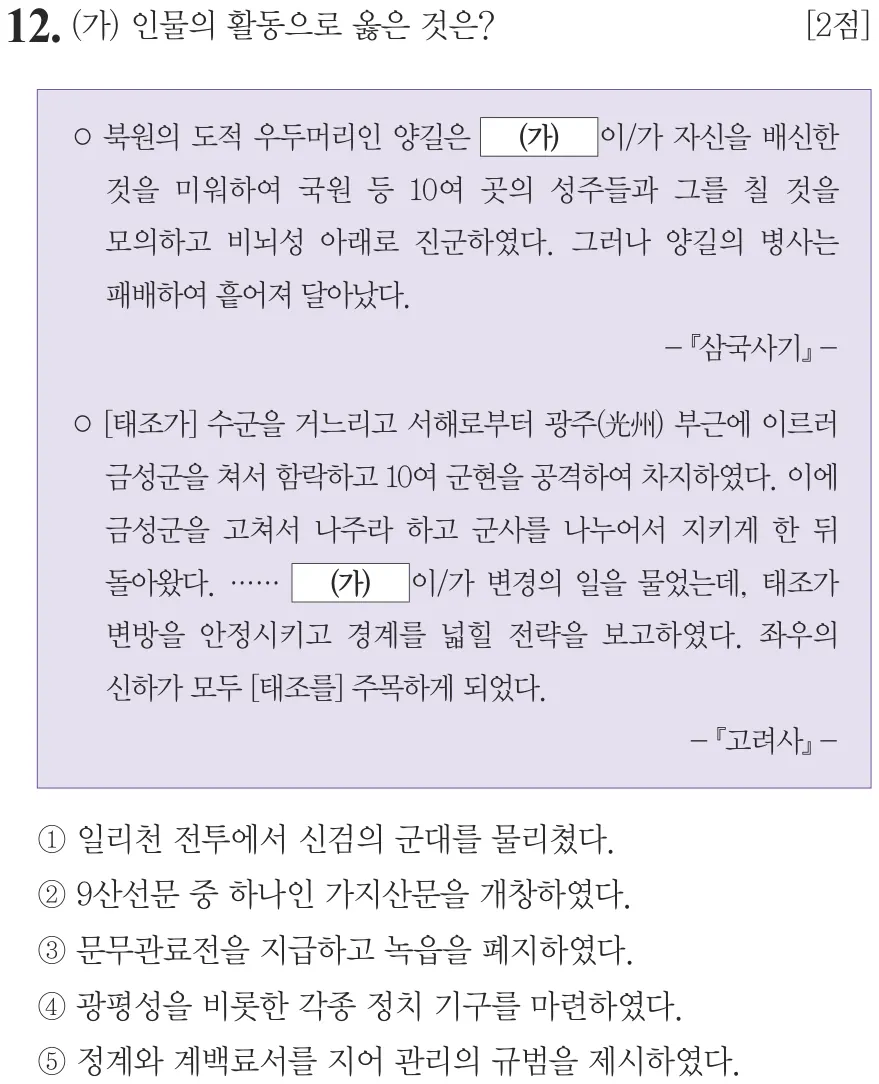 12. (가) 인물의 활동으로 옳은 것은? [2점]
○ 북원의 도적 우두머리인 양길은 (가) 이/가 자신을 배신한
것을 미워하여 국원 등 10여 곳의 성주들과 그를 칠 것을
모의하고 비뇌성 아래로 진군하였다. 그러나 양길의 병사는
패배하여 흩어져 달아났다.
-『삼국사기』-
○ [태조가] 수군을 거느리고 서해로부터 광주(光州) 부근에 이르러
금성군을 쳐서 함락하고 10여 군현을 공격하여 차지하였다. 이에
금성군을 고쳐서 나주라 하고 군사를 나누어서 지키게 한 뒤
돌아왔다. …… (가) 이/가 변경의 일을 물었는데, 태조가
변방을 안정시키고 경계를 넓힐 전략을 보고하였다. 좌우의
신하가 모두 [태조를] 주목하게 되었다.
-『고려사』-
① 일리천 전투에서 신검의 군대를 물리쳤다.
② 9산선문 중 하나인 가지산문을 개창하였다.
③ 문무관료전을 지급하고 녹읍을 폐지하였다.
④ 광평성을 비롯한 각종 정치 기구를 마련하였다.
⑤ 정계와 계백료서를 지어 관리의 규범을 제시하였다.